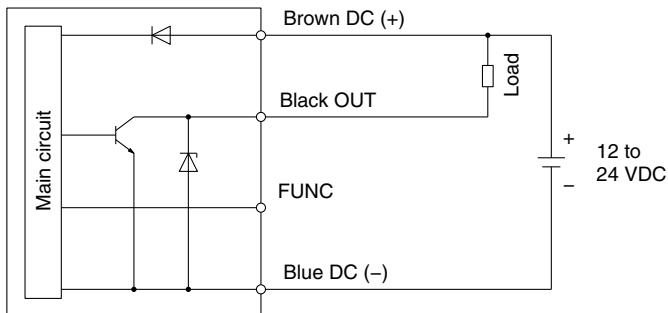 Brown DC (+)
Load
Black OUT
Main circuit
+
12 to
24 VDC
−
FUNC
Blue DC (−)